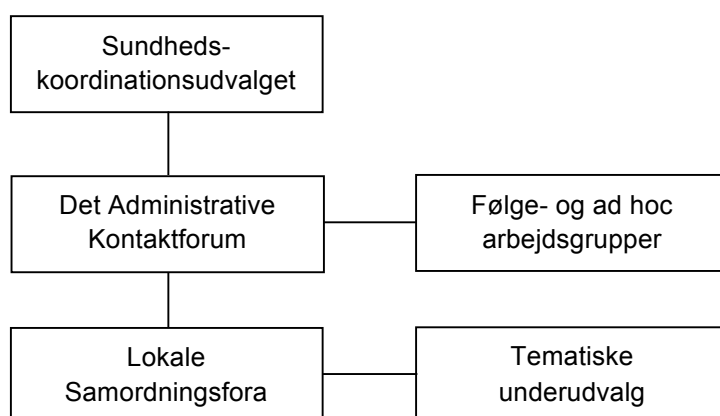 Sundheds-
koordinationsudvalget
Det Administrative
Kontaktforum
Følge- og ad hoc
arbejdsgrupper
Lokale
Samordningsfora
Tematiske
underudvalg